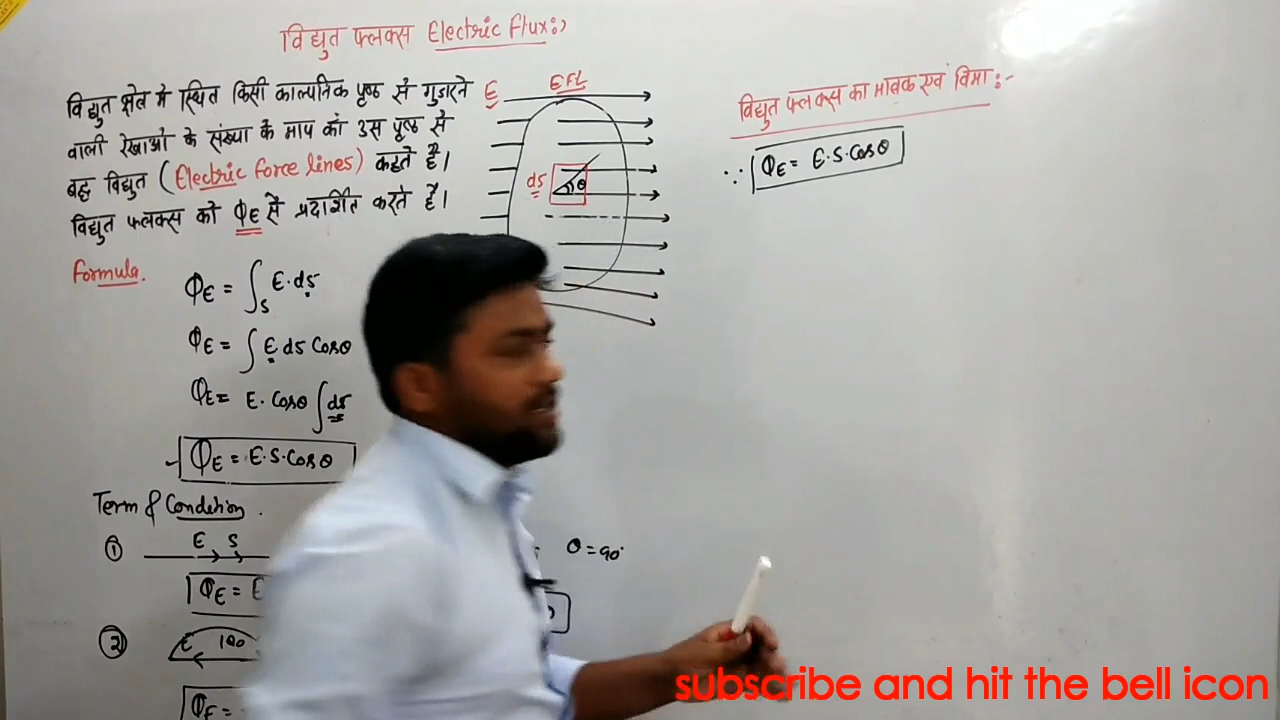 विद्युत फ्लक्स Electric flux:→
विद्युत क्षेत्र में स्थित किसी काल्पनिक पृष्ठ से गुजरने
वाली रेखाओं के संख्या के माप को उस पृष्ठ से
बद्ध विद्युत (Electric force lines) कहते हैं।
विद्युत फ्लक्स को ΦE से प्रदर्शित करते हैं।
Formula.
ΦE = ∫s E·ds
ΦE = ∫ E ds Cosθ
ΦE = E. Cosθ ∫ds
ΦE = E.S.Cosθ
Term & Condition.
① E S
ΦE = E
② E 180
ΦE =
θ = 90°
E EFL
ds θ
विद्युत फ्लक्स का मात्रक एवं विमा:-
∵ ΦE = E.S.Cosθ
subscribe and hit the bell icon